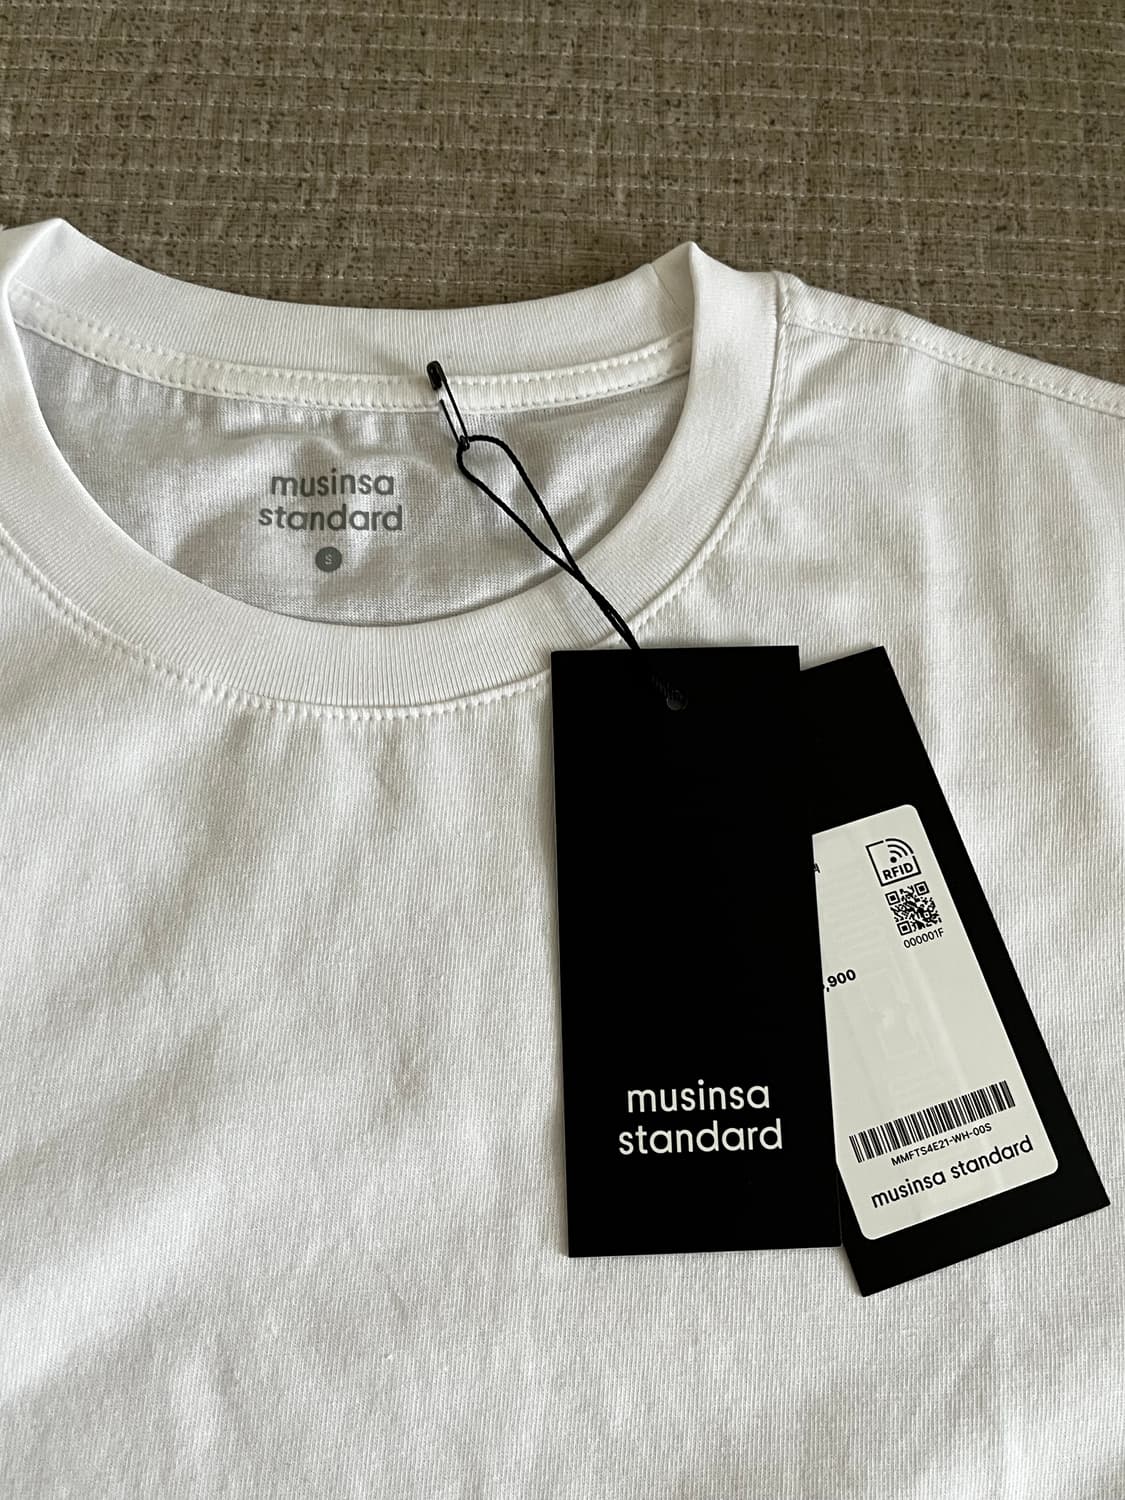 musinsa
standard
S
musinsa
standard
RFID
000001F
,900
MMFTS4E21-WH-00S
musinsa standard